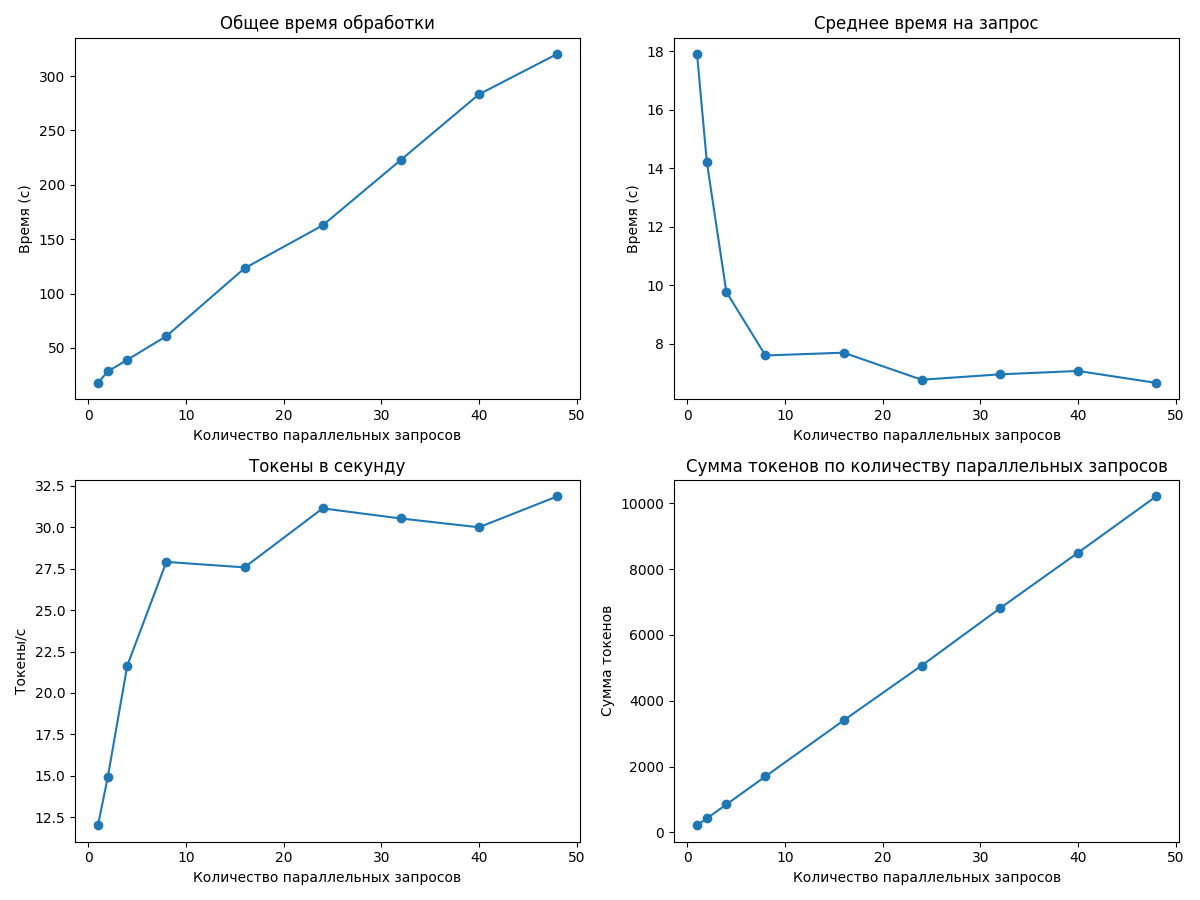 Общее время обработки
Время (с)
300
250
200
150
100
50
0 10 20 30 40 50
Количество параллельных запросов
Среднее время на запрос
Время (с)
18
16
14
12
10
8
0 10 20 30 40 50
Количество параллельных запросов
Токены в секунду
Токены/с
32.5
30.0
27.5
25.0
22.5
20.0
17.5
15.0
12.5
0 10 20 30 40 50
Количество параллельных запросов
Сумма токенов по количеству параллельных запросов
Сумма токенов
10000
8000
6000
4000
2000
0
0 10 20 30 40 50
Количество параллельных запросов